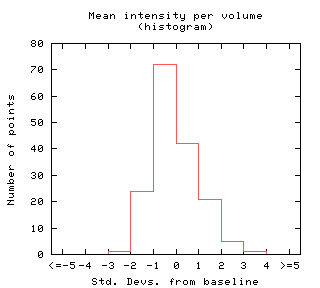 Mean intensity per volume
(histogram)
Number of points
80
70
60
50
40
30
20
10
0
<=-5 -4 -3 -2 -1 0 1 2 3 4 >=5
Std. Devs. from baseline